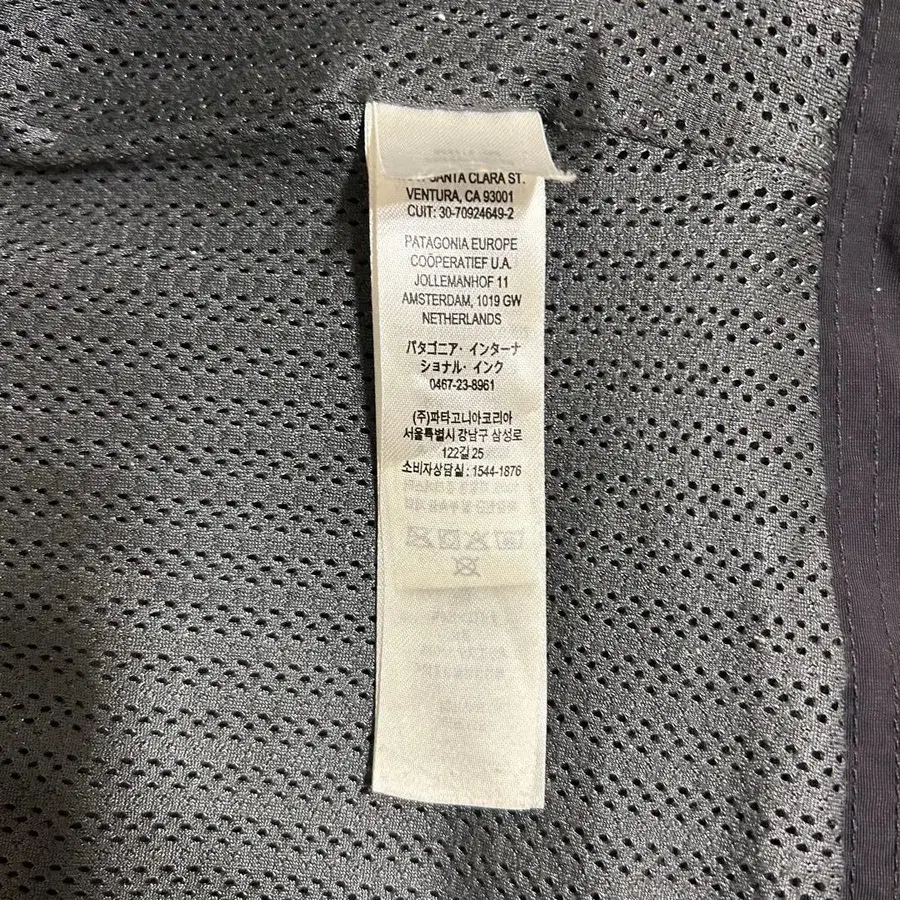 SANTA CLARA ST.
VENTURA, CA 93001
CUIT: 30-70924649-2
PATAGONIA EUROPE
COÖPERATIEF U.A.
JOLLEMANHOF 11
AMSTERDAM, 1019 GW
NETHERLANDS
パタゴニア・インターナ
ショナル・インク
0467-23-8961
(주)파타고니아코리아
서울특별시 강남구 삼성로
122길 25
소비자상담실 : 1544-1876